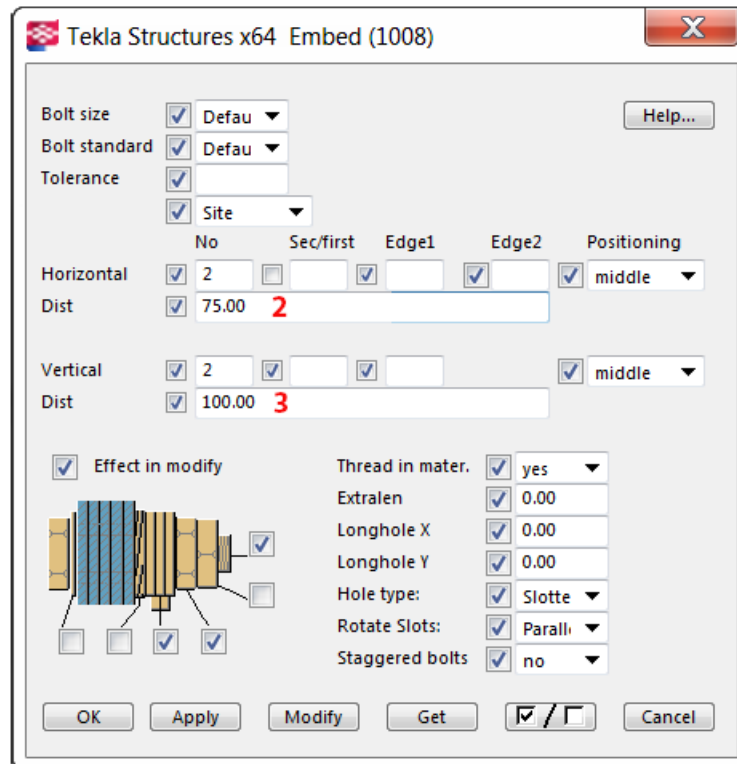 Tekla Structures x64 Embed (1008)
Bolt size Defau Help...
Bolt standard Defau
Tolerance
Site
No Sec/first Edge1 Edge2 Positioning
Horizontal 2 middle
Dist 75.00 2
Vertical 2 middle
Dist 100.00 3
Effect in modify Thread in mater. yes
Extralen 0.00
Longhole X 0.00
Longhole Y 0.00
Hole type: Slotte
Rotate Slots: Paralle
Staggered bolts no
OK Apply Modify Get / Cancel